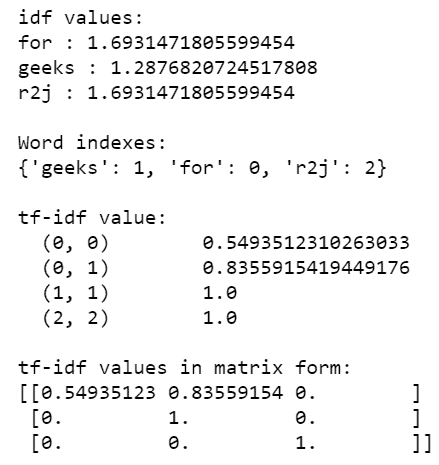 idf values:
for : 1.6931471805599454
geeks : 1.2876820724517808
r2j : 1.6931471805599454
Word indexes:
{'geeks': 1, 'for': 0, 'r2j': 2}
tf-idf value:
(0, 0) 0.5493512310263033
(0, 1) 0.8355915419449176
(1, 1) 1.0
(2, 2) 1.0
tf-idf values in matrix form:
[[0.54935123 0.83559154 0. ]
[0. 1. 0. ]
[0. 0. 1. ]]